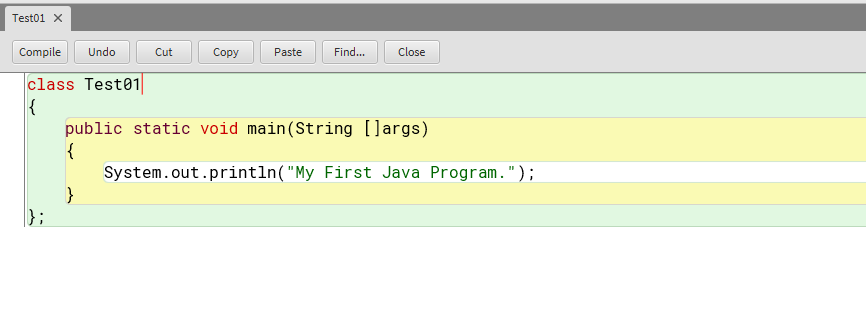 Test01 ×
Compile Undo Cut Copy Paste Find... Close
class Test01
{
    public static void main(String []args)
    {
        System.out.println("My First Java Program.");
    }
};